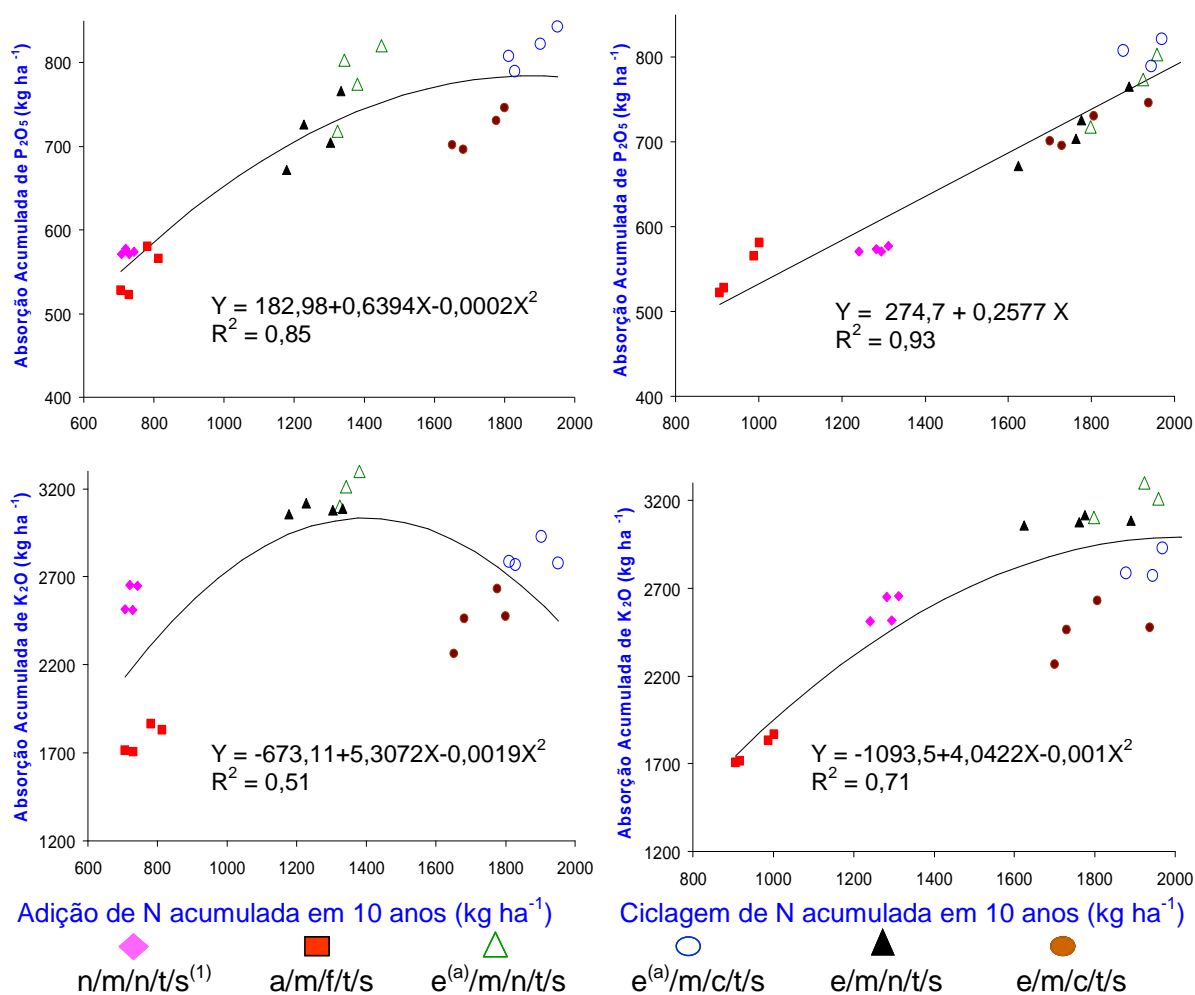 Absorção Acumulada de P₂O₅ (kg ha⁻¹)
800
700
600
500
400
Y = 182,98+0,6394X-0,0002X²
R² = 0,85
600 800 1000 1200 1400 1600 1800 2000
Absorção Acumulada de P₂O₅ (kg ha⁻¹)
800
700
600
500
400
Y = 274,7 + 0,2577 X
R² = 0,93
800 1000 1200 1400 1600 1800 2000
Absorção Acumulada de K₂O (kg ha⁻¹)
3200
2700
2200
1700
1200
Y = -673,11+5,3072X-0,0019X²
R² = 0,51
600 800 1000 1200 1400 1600 1800 2000
Absorção Acumulada de K₂O (kg ha⁻¹)
3200
2700
2200
1700
1200
Y = -1093,5+4,0422X-0,001X²
R² = 0,71
800 1000 1200 1400 1600 1800 2000
Adição de N acumulada em 10 anos (kg ha⁻¹)
Ciclagem de N acumulada em 10 anos (kg ha⁻¹)
n/m/n/t/s⁽¹⁾ a/m/f/t/s e⁽ᵃ⁾/m/n/t/s e⁽ᵃ⁾/m/c/t/s e/m/n/t/s e/m/c/t/s